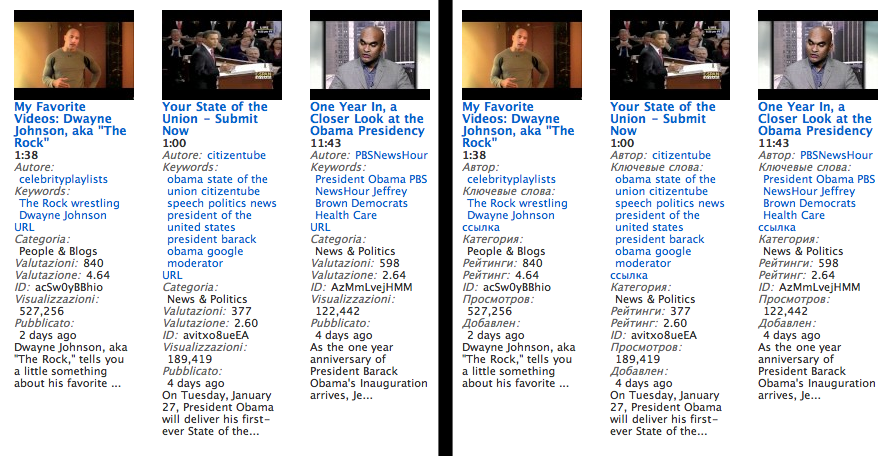 My Favorite
Videos: Dwayne
Johnson, aka "The
Rock"
1:38
Autore:
celebrityplaylists
Keywords:
The Rock wrestling
Dwayne Johnson
URL
Categoria:
People & Blogs
Valutazioni: 840
Valutazione: 4.64
ID: acSw0yBBhio
Visualizzazioni:
527,256
Pubblicato:
2 days ago
Dwayne Johnson, aka
"The Rock," tells you
a little something
about his favorite ...
Your State of the
Union – Submit
Now
1:00
Autore: citizentube
Keywords:
obama state of the
union citizentube
speech politics news
president of the
united states
president barack
obama google
moderator
URL
Categoria:
News & Politics
Valutazioni: 377
Valutazione: 2.60
ID: avitxo8ueEA
Visualizzazioni:
189,419
Pubblicato:
4 days ago
On Tuesday, January
27, President Obama
will deliver his first-
ever State of the...
One Year In, a
Closer Look at the
Obama Presidency
11:43
Autore: PBSNewsHour
Keywords:
President Obama PBS
NewsHour Jeffrey
Brown Democrats
Health Care
URL
Categoria:
News & Politics
Valutazioni: 598
Valutazione: 2.64
ID: AzMmLvejHMM
Visualizzazioni:
122,442
Pubblicato:
4 days ago
As the one year
anniversary of
President Barack
Obama's Inauguration
arrives, Je...
My Favorite
Videos: Dwayne
Johnson, aka "The
Rock"
1:38
Автор:
celebrityplaylists
Ключевые слова:
The Rock wrestling
Dwayne Johnson
ссылка
Категория:
People & Blogs
Рейтинги: 840
Рейтинг: 4.64
ID: acSw0yBBhio
Просмотров:
527,256
Добавлен:
2 days ago
Dwayne Johnson, aka
"The Rock," tells you
a little something
about his favorite ...
Your State of the
Union – Submit
Now
1:00
Автор: citizentube
Ключевые слова:
obama state of the
union citizentube
speech politics news
president of the
united states
president barack
obama google
moderator
ссылка
Категория:
News & Politics
Рейтинги: 377
Рейтинг: 2.60
ID: avitxo8ueEA
Просмотров:
189,419
Добавлен:
4 days ago
On Tuesday, January
27, President Obama
will deliver his first-
ever State of the...
One Year In, a
Closer Look at the
Obama Presidency
11:43
Автор: PBSNewsHour
Ключевые слова:
President Obama PBS
NewsHour Jeffrey
Brown Democrats
Health Care
ссылка
Категория:
News & Politics
Рейтинги: 598
Рейтинг: 2.64
ID: AzMmLvejHMM
Просмотров:
122,442
Добавлен:
4 days ago
As the one year
anniversary of
President Barack
Obama's Inauguration
arrives, Je...